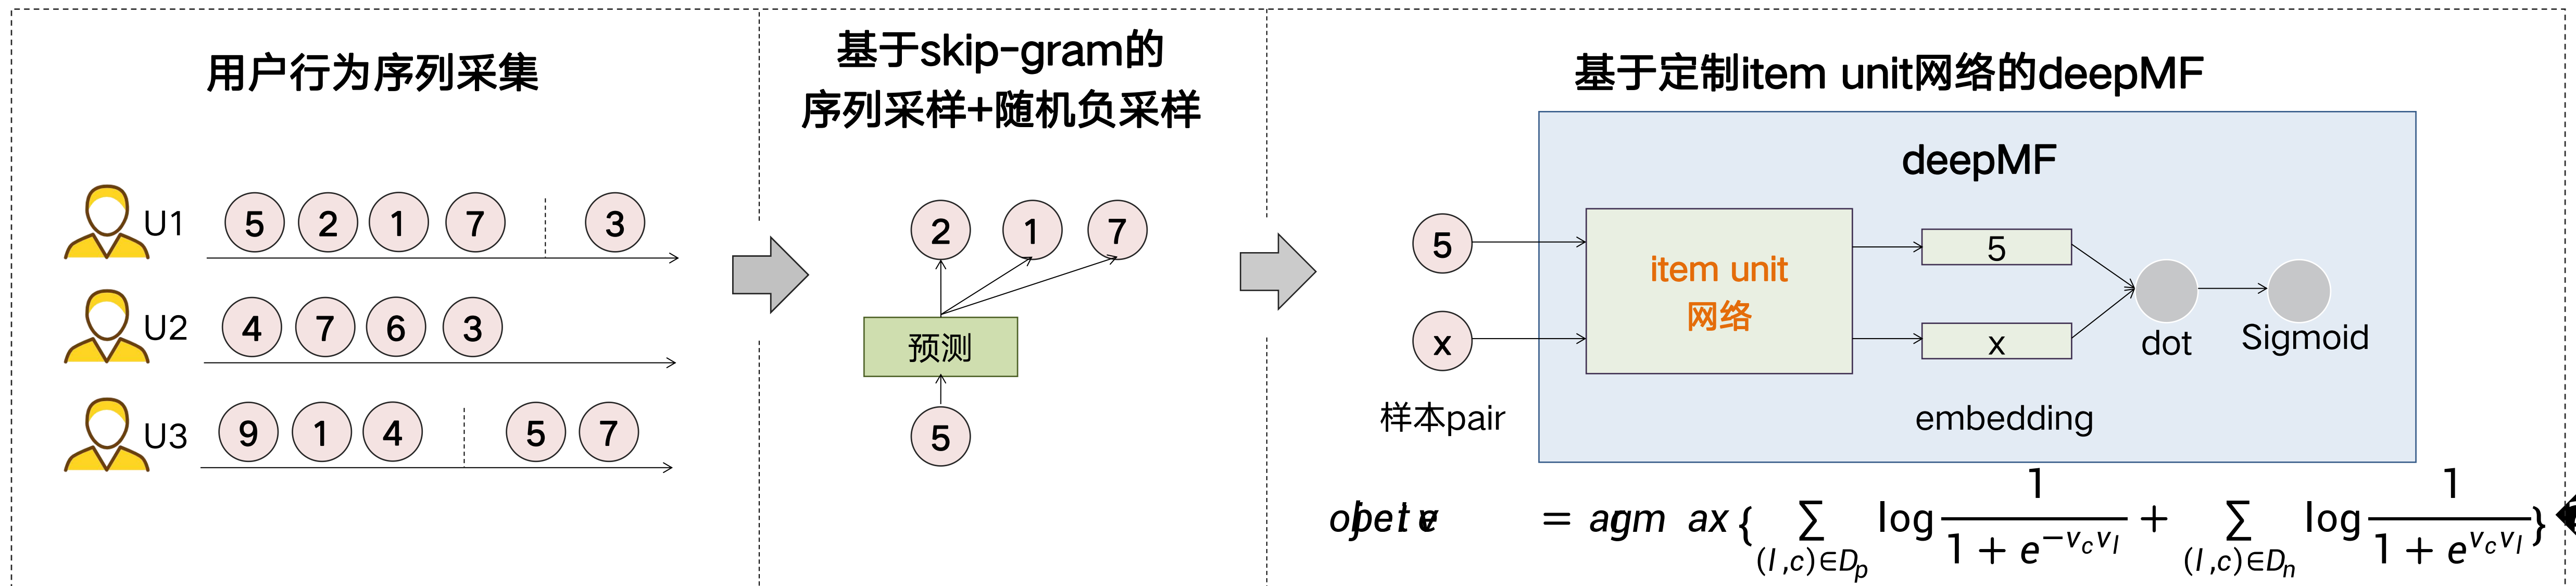 用户行为序列采集
U1 5 2 1 7 3
U2 4 7 6 3
U3 9 1 4 5 7
基于skip-gram的
序列采样+随机负采样
2 1 7
预测
5
基于定制item unit网络的deepMF
deepMF
5
x
样本pair
item unit
网络
5
x
embedding
dot
Sigmoid
= argmax { ∑_{(l,c)∈D_p} log 1/(1 + e^{-v_c v_l}) + ∑_{(l,c)∈D_n} log 1/(1 + e^{v_c v_l}) }